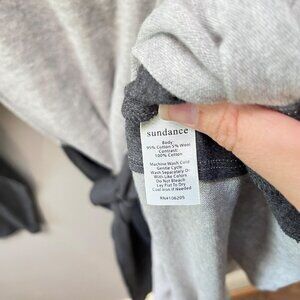 sundance
Body
95% Cotton 5% Wool
Contrast:
100% Cotton
Machine Wash Cold
Gentle Cycle
Wash Separately Or
With Like Colors
Do Not Bleach
Lay Flat To Dry
Cool Iron If Needed
RN4106205